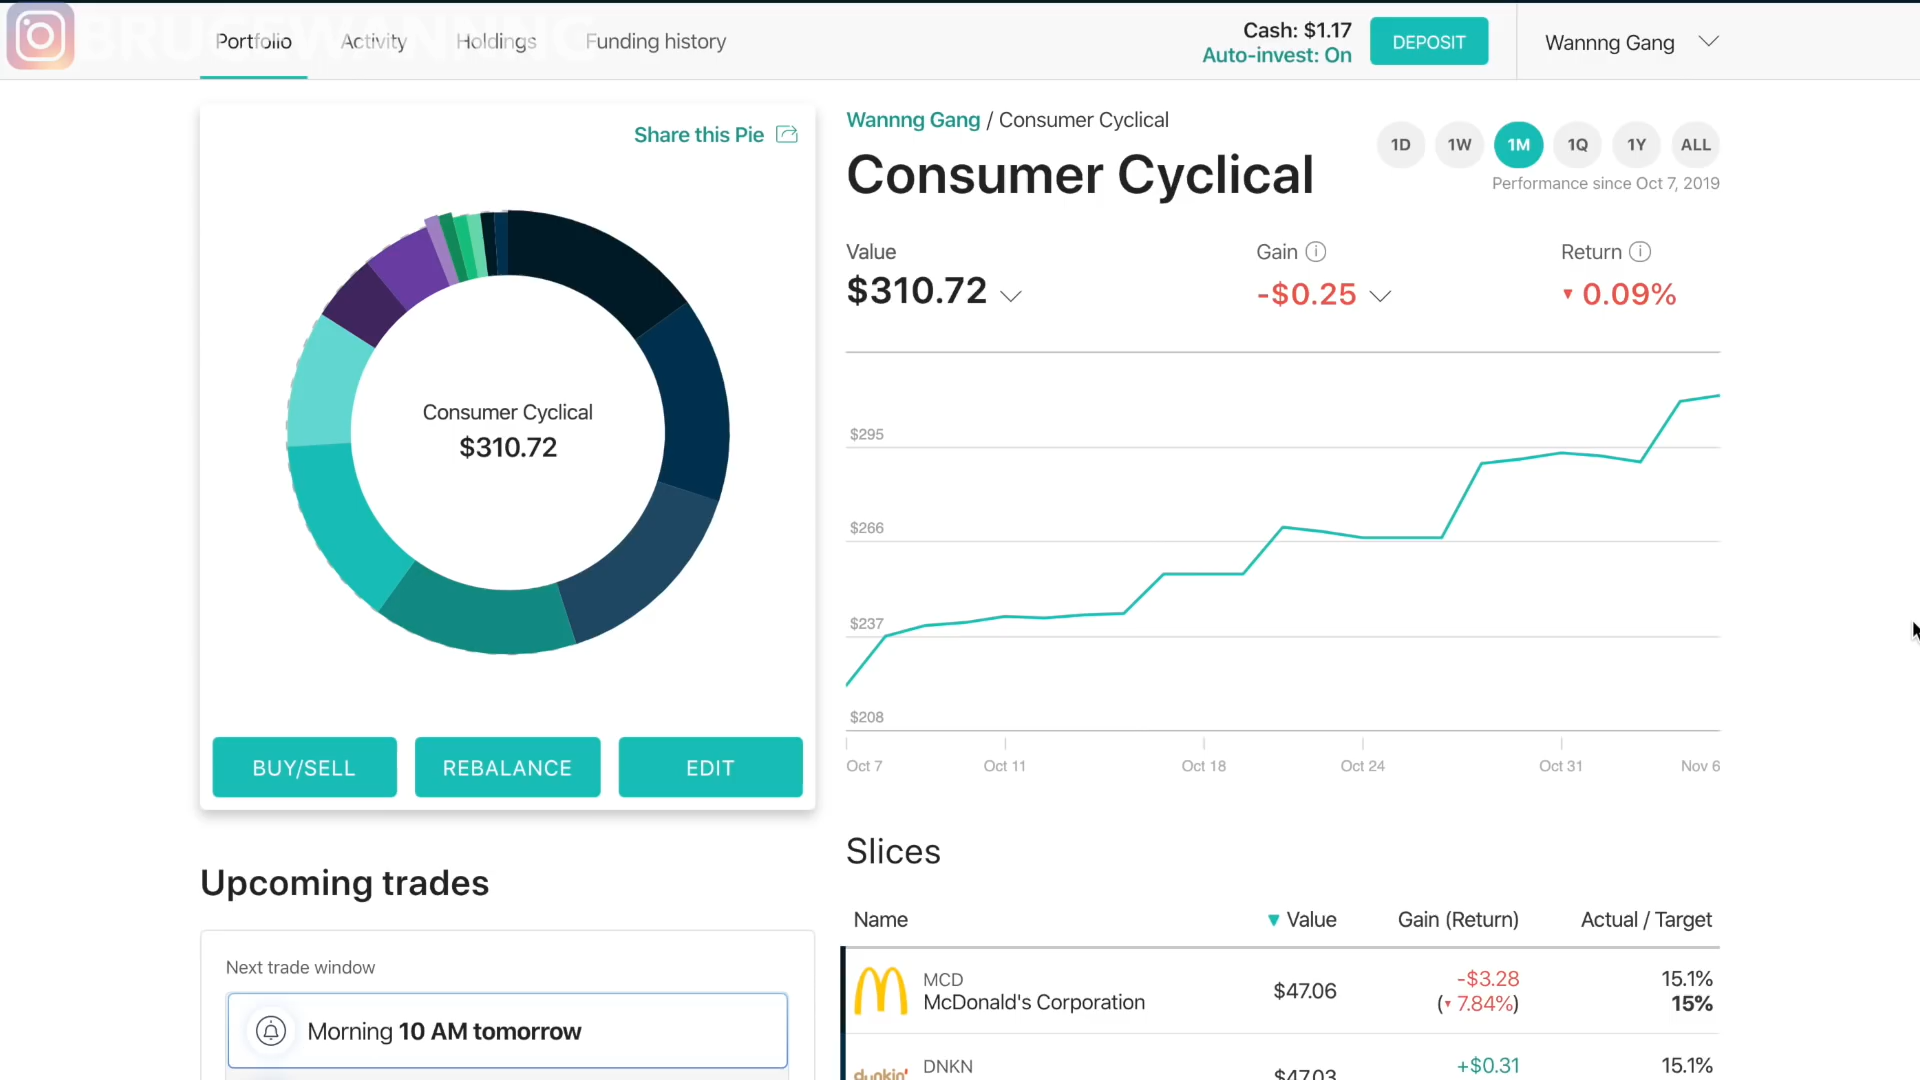 BRUCEWANNNG
Portfolio
Activity
Holdings
Funding history
Cash: $1.17
Auto-invest: On
DEPOSIT
Wannng Gang
Share this Pie
Consumer Cyclical
$310.72
BUY/SELL
REBALANCE
EDIT
Wannng Gang / Consumer Cyclical
Consumer Cyclical
1D
1W
1M
1Q
1Y
ALL
Performance since Oct 7, 2019
Value
$310.72
Gain
-$0.25
Return
▼ 0.09%
$295
$266
$237
$208
Oct 7
Oct 11
Oct 18
Oct 24
Oct 31
Nov 6
Upcoming trades
Next trade window
Morning 10 AM tomorrow
Slices
Name
▼ Value
Gain (Return)
Actual / Target
MCD
McDonald's Corporation
$47.06
-$3.28
(▼ 7.84%)
15.1%
15%
dunkin'
DNKN
$47.03
+$0.31
15.1%